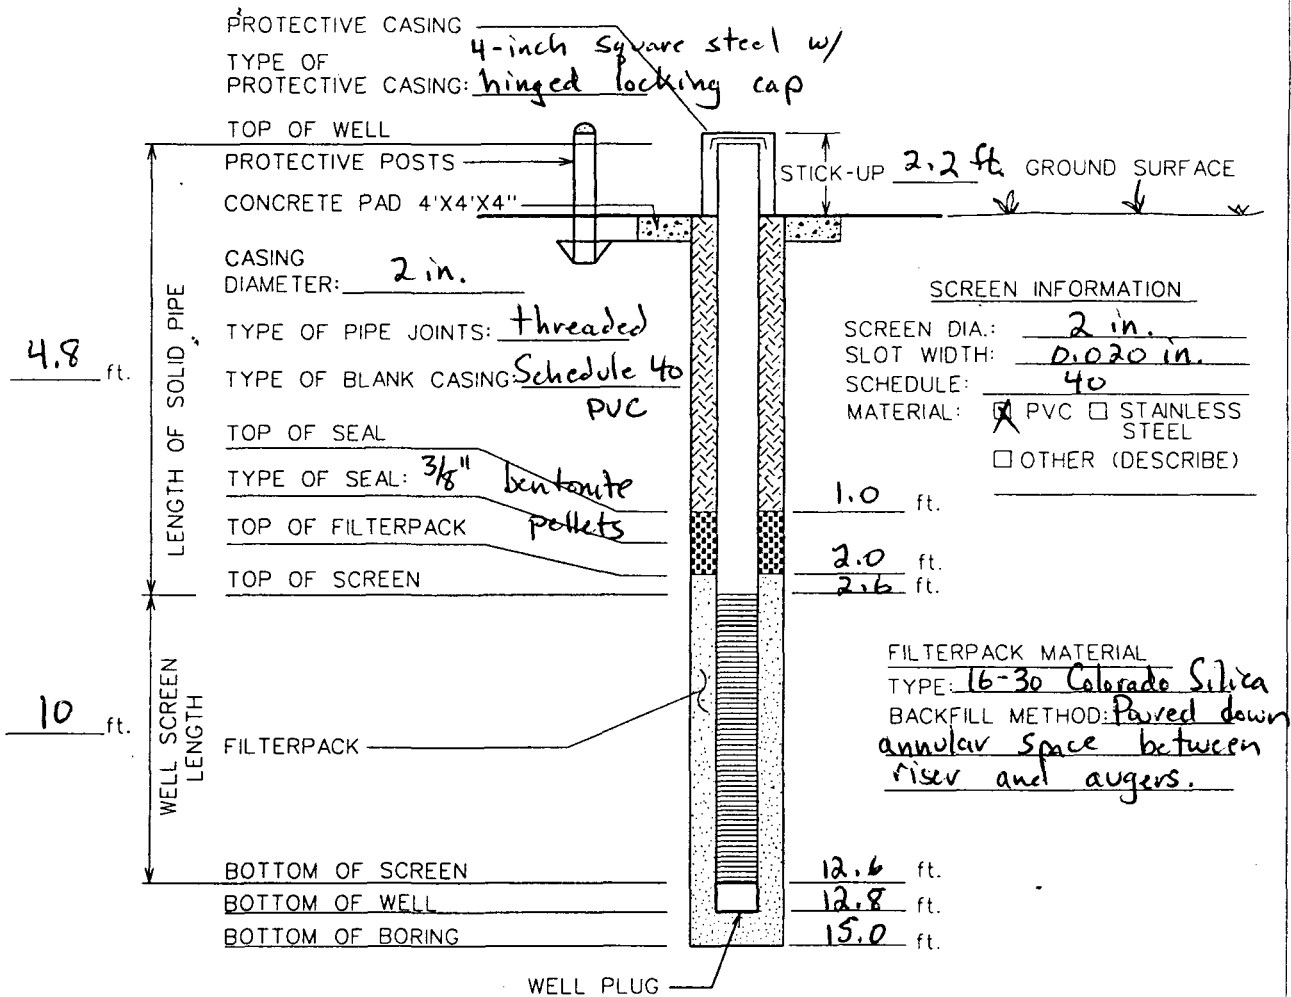 PROTECTIVE CASING
TYPE OF
PROTECTIVE CASING: 4-inch square steel w/
hinged locking cap
TOP OF WELL
PROTECTIVE POSTS
STICK-UP 2.2 ft. GROUND SURFACE
CONCRETE PAD 4'X4'X4"
CASING
DIAMETER: 2 in.
TYPE OF PIPE JOINTS: threaded
TYPE OF BLANK CASING: Schedule 40
PVC
4.8 ft.
LENGTH OF SOLID PIPE
SCREEN INFORMATION
SCREEN DIA.: 2 in.
SLOT WIDTH: 0.020 in.
SCHEDULE: 40
MATERIAL: PVC STAINLESS
STEEL
OTHER (DESCRIBE)
TOP OF SEAL
1.0 ft.
TYPE OF SEAL: 3/8" bentonite
pellets
TOP OF FILTERPACK
2.0 ft.
TOP OF SCREEN
2.6 ft.
10 ft.
WELL SCREEN
LENGTH
FILTERPACK
FILTERPACK MATERIAL
TYPE: 16-30 Colorado Silica
BACKFILL METHOD: Poured down
annular space between
riser and augers.
BOTTOM OF SCREEN 12.6 ft.
BOTTOM OF WELL 12.8 ft.
BOTTOM OF BORING 15.0 ft.
WELL PLUG